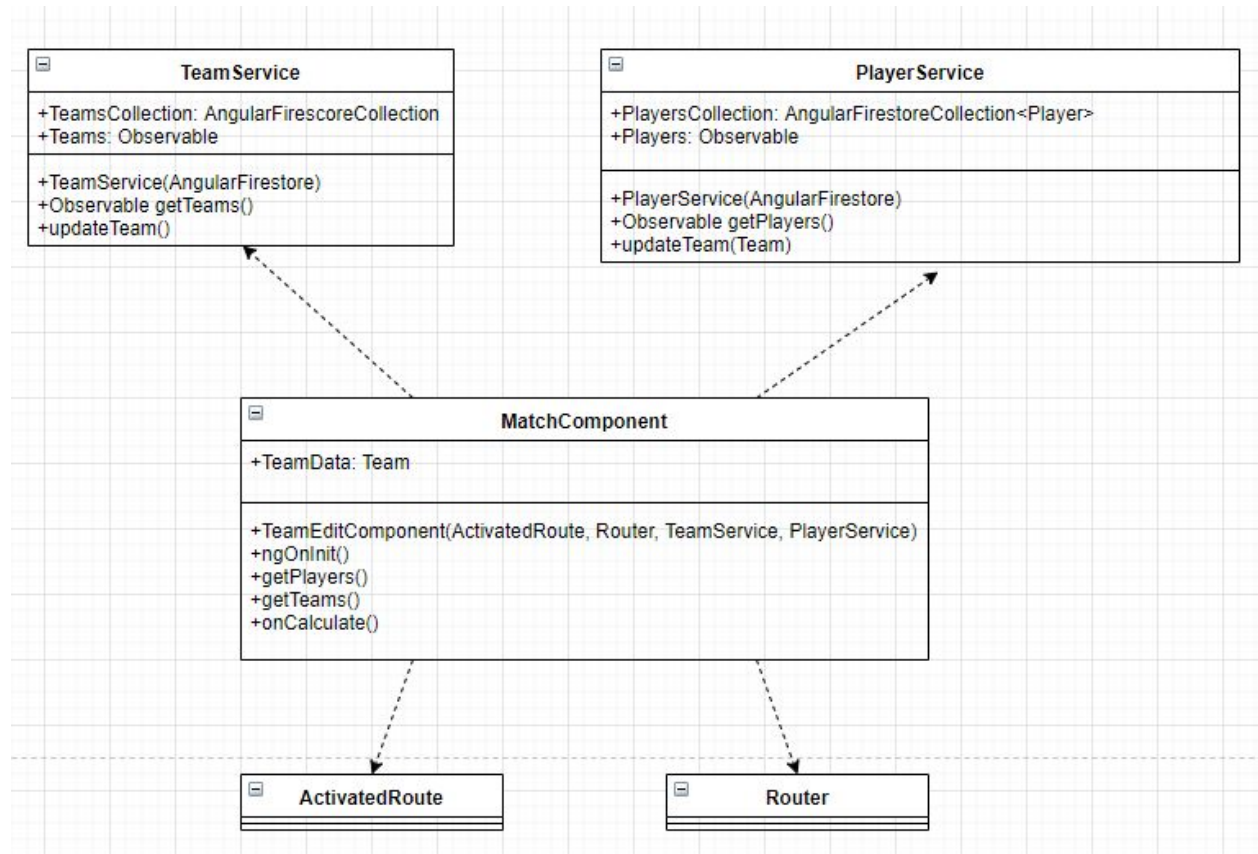 TeamService
+TeamsCollection: AngularFirescoreCollection
+Teams: Observable
+TeamService(AngularFirestore)
+Observable getTeams()
+updateTeam()
PlayerService
+PlayersCollection: AngularFirestoreCollection<Player>
+Players: Observable
+PlayerService(AngularFirestore)
+Observable getPlayers()
+updateTeam(Team)
MatchComponent
+TeamData: Team
+TeamEditComponent(ActivatedRoute, Router, TeamService, PlayerService)
+ngOnInit()
+getPlayers()
+getTeams()
+onCalculate()
ActivatedRoute
Router